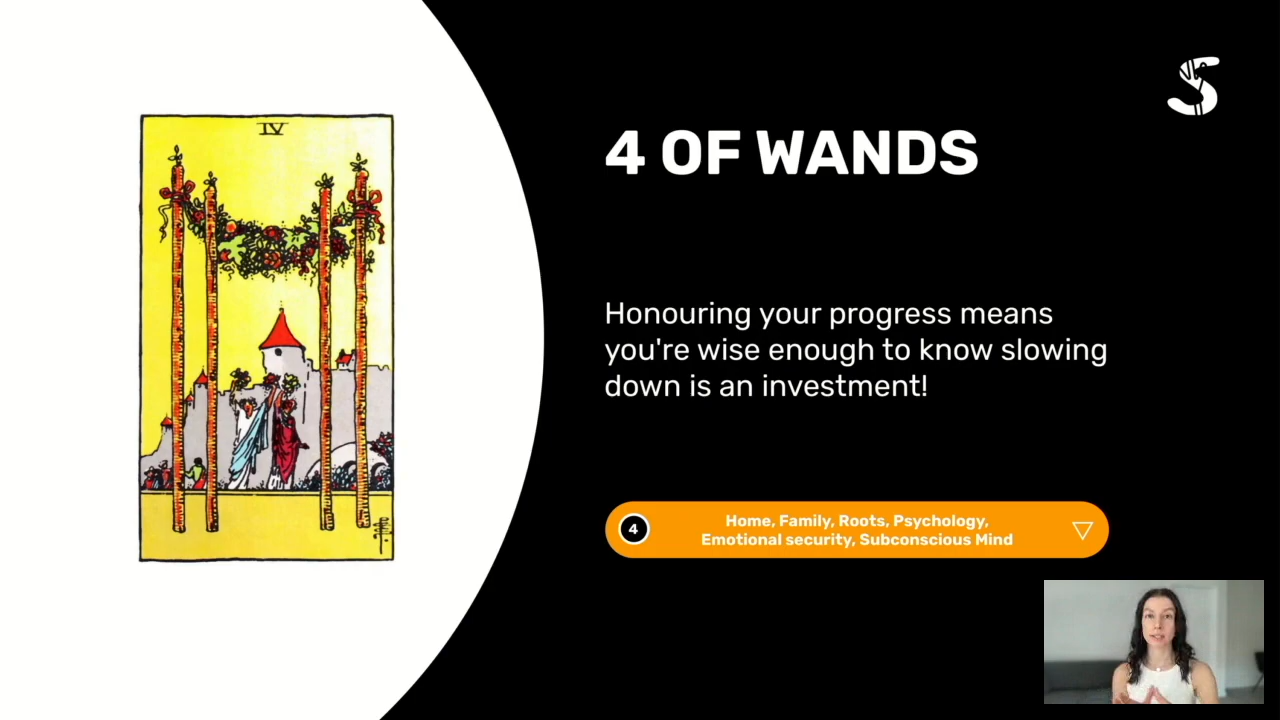 IV
4 OF WANDS
Honouring your progress means
you're wise enough to know slowing
down is an investment!
4
Home, Family, Roots, Psychology,
Emotional security, Subconscious Mind